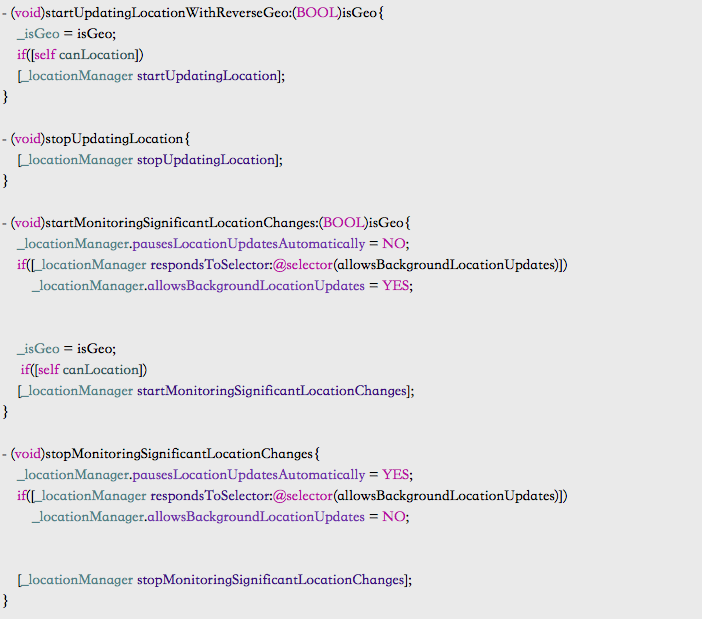 - (void)startUpdatingLocationWithReverseGeo:(BOOL)isGeo{
    _isGeo = isGeo;
    if([self canLocation])
    [_locationManager startUpdatingLocation];
}

- (void)stopUpdatingLocation{
    [_locationManager stopUpdatingLocation];
}

- (void)startMonitoringSignificantLocationChanges:(BOOL)isGeo{
    _locationManager.pausesLocationUpdatesAutomatically = NO;
    if([_locationManager respondsToSelector:@selector(allowsBackgroundLocationUpdates)])
        _locationManager.allowsBackgroundLocationUpdates = YES;


    _isGeo = isGeo;
     if([self canLocation])
    [_locationManager startMonitoringSignificantLocationChanges];
}

- (void)stopMonitoringSignificantLocationChanges{
    _locationManager.pausesLocationUpdatesAutomatically = YES;
    if([_locationManager respondsToSelector:@selector(allowsBackgroundLocationUpdates)])
        _locationManager.allowsBackgroundLocationUpdates = NO;


    [_locationManager stopMonitoringSignificantLocationChanges];
}